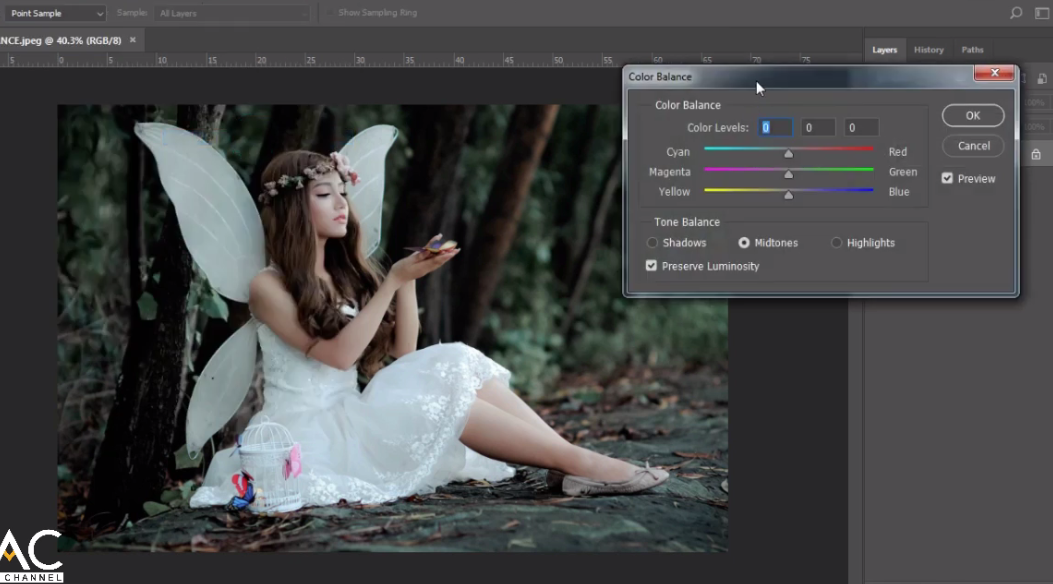 Point Sample Sample: All Layers Show Sampling Ring
NCE.jpeg @ 40.3% (RGB/8) ×
5 0 5 10 15 20 25 30 35 40 45 50 55 60 65 70 75
Layers History Paths
Color Balance
Color Balance
Color Levels: 0 0 0
Cyan Red
Magenta Green
Yellow Blue
OK
Cancel
Preview
Tone Balance
Shadows Midtones Highlights
Preserve Luminosity
100%
100%
AC
CHANNEL